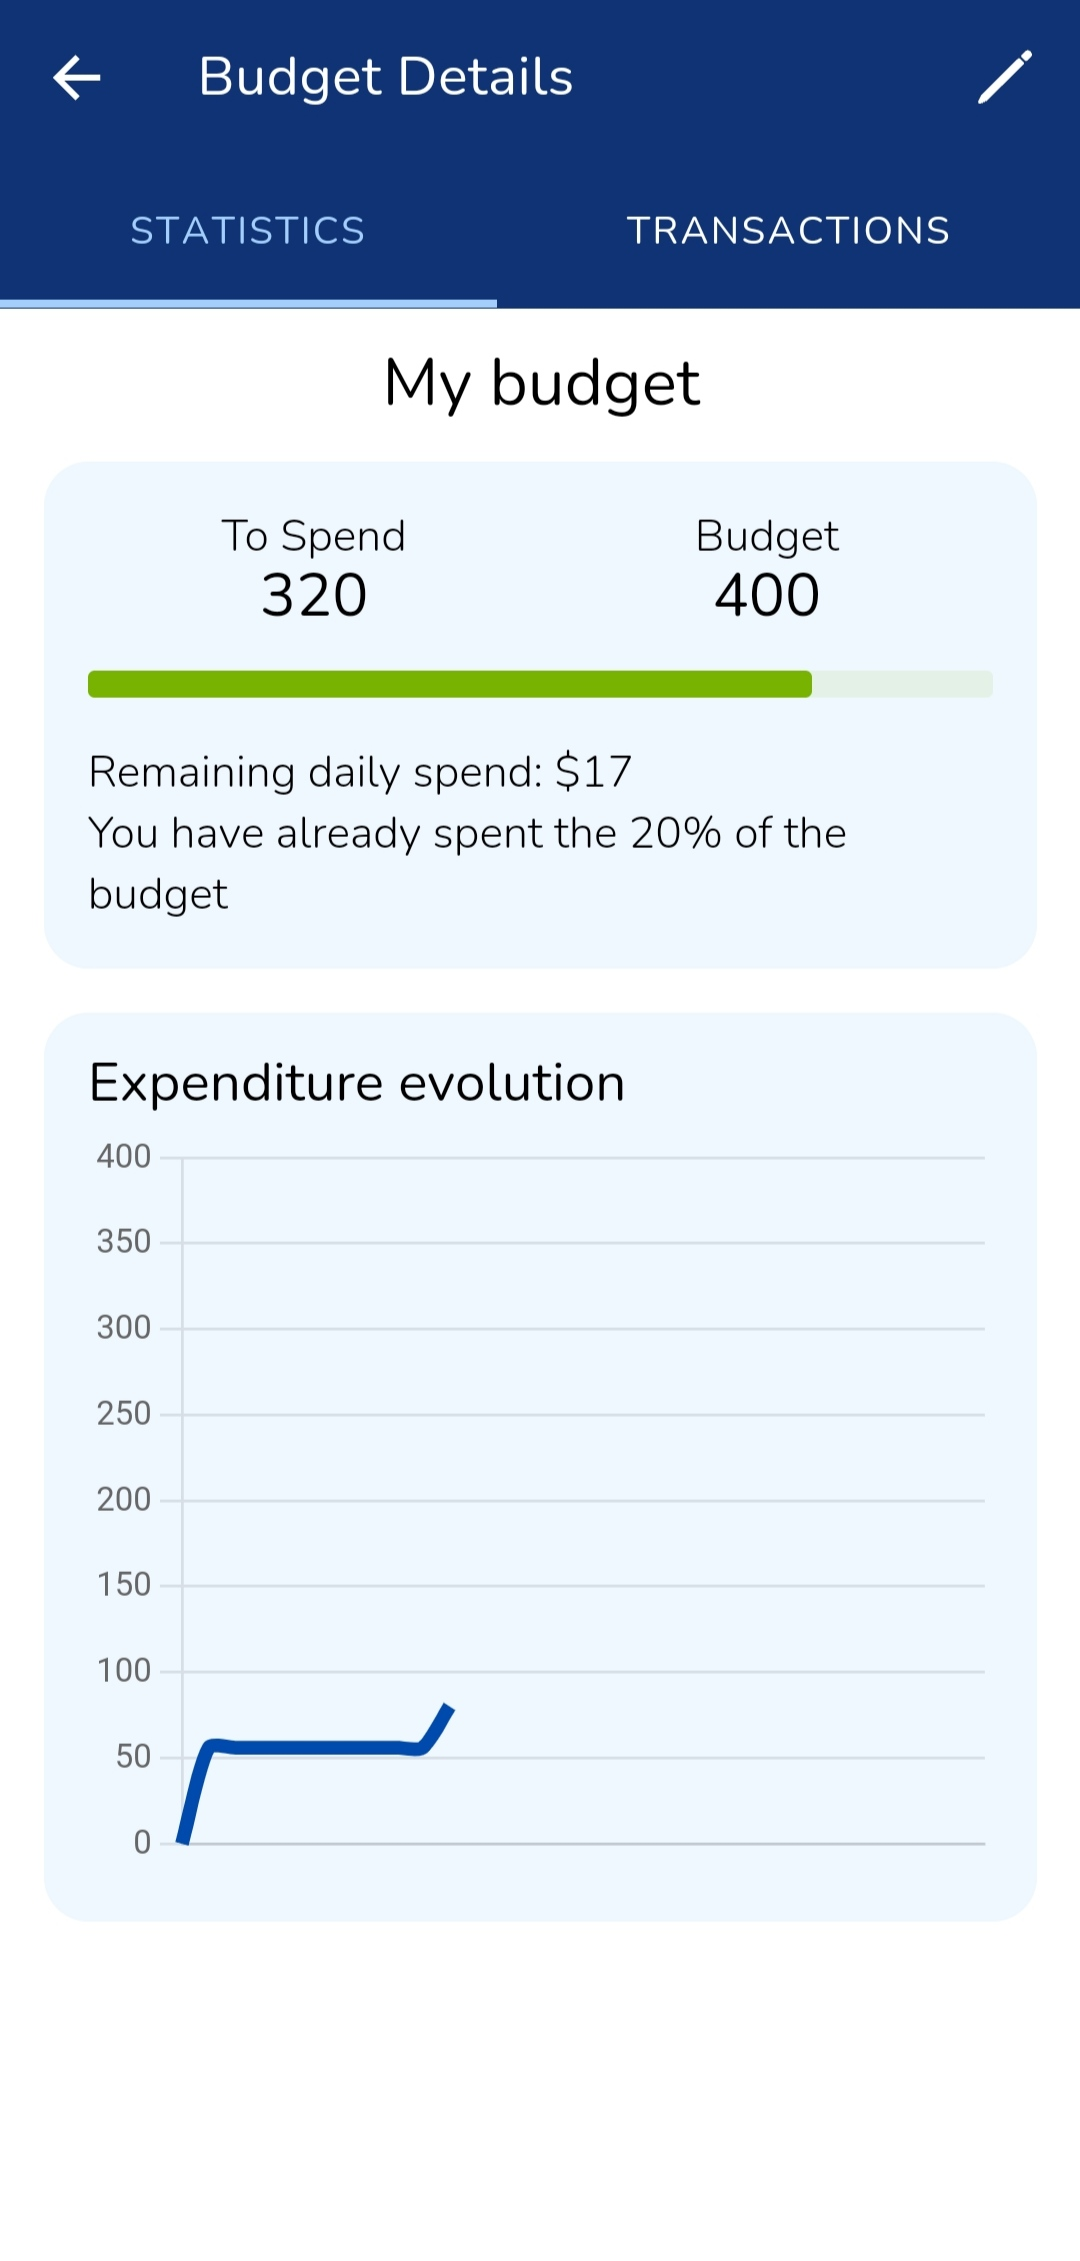 Budget Details
STATISTICS TRANSACTIONS
My budget
To Spend Budget
320 400
Remaining daily spend: $17
You have already spent the 20% of the
budget
Expenditure evolution
400
350
300
250
200
150
100
50
0